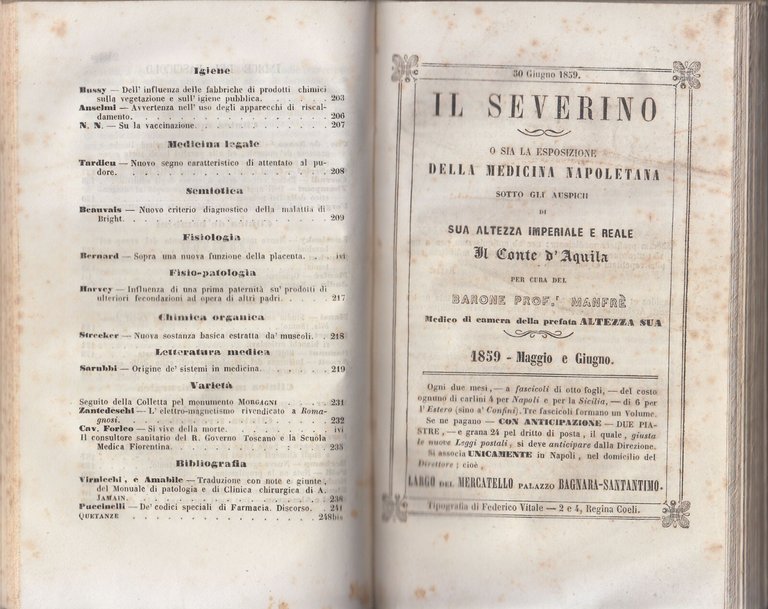 Igiene
Bussy — Dell' influenza delle fabbriche di prodotti chimici
sulla vegetazione e sull' igiene pubblica. . . . . . 203
Anselmi — Avvertenza nell' uso degli apparecchi di riscal-
damento. . . . . . . . . . . . 206
N. N. — Su la vaccinazione. . . . . . . . . . 207
Medicina legale
Tardieu — Nuovo segno caratteristico di attentato al pu-
dore. . . . . . . . . . . . . 208
Semiotica
Beauvais — Nuovo criterio diagnostico della malattia di
Bright. . . . . . . . . . . . . 209
Fisiologia
Bernard — Sopra una nuova funzione della placenta. . . ivi
Fisio-patologia
Harvey — Influenza di una prima paternità su' prodotti di
ulteriori fecondazioni ad opera di altri padri. . . . 217
Chimica organica
Strecker — Nuova sostanza basica estratta da' muscoli. . 218
Letteratura medica
Sarubbi — Origine de' sistemi in medicina. . . . . 219
Varietà
Seguito della Colletta pel monumento MORGAGNI . . . . 231
Zantedeschi — L' elettro-magnetismo rivendicato a Roma-
gnosi. . . . . . . . . . . . . 232
Cav. Forleo — Si vive della morte. . . . . . . ivi
Il consultore sanitario del R. Governo Toscano e la Scuola
Medica Fiorentina. . . . . . . . . . . 235
Bibliografia
Virnicchi, e Amabile — Traduzione con note e giunte,
del Monuale di patologia e di Clinica chirurgica di A.
JAMAIN. . . . . . . . . . . . 238
Puccinelli — De' codici speciali di Farmacia. Discorso. . 241
QUETANZE . . . . . . . . . . . 248bis
30 Giugno 1859.
IL SEVERINO
O SIA LA ESPOSIZIONE
DELLA MEDICINA NAPOLETANA
SOTTO GLI AUSPICII
DI
SUA ALTEZZA IMPERIALE E REALE
Il Conte d'Aquila
PER CURA DEL
BARONE PROF.r MANFRÈ
Medico di camera della prefata ALTEZZA SUA
1859 - Maggio e Giugno.
Ogni due mesi, — a fascicoli di otto fogli, — del costo
ognuno di carlini 4 per Napoli e per la Sicilia, — di 6 per
l'Estero (sino a' Confini). Tre fascicoli formano un Volume.
Se ne pagano — CON ANTICIPAZIONE — DUE PIA-
STRE, — e grana 24 pel dritto di posta, il quale, giusta
le nuove Leggi postali, si deve anticipare dalla Direzione.
Si associa UNICAMENTE in Napoli, nel domicilio del
Direttore; cioè,
LARGO DEL MERCATELLO PALAZZO BAGNARA-SANTANTIMO.
Tipografia di Federico Vitale — 2 e 4, Regina Coeli.